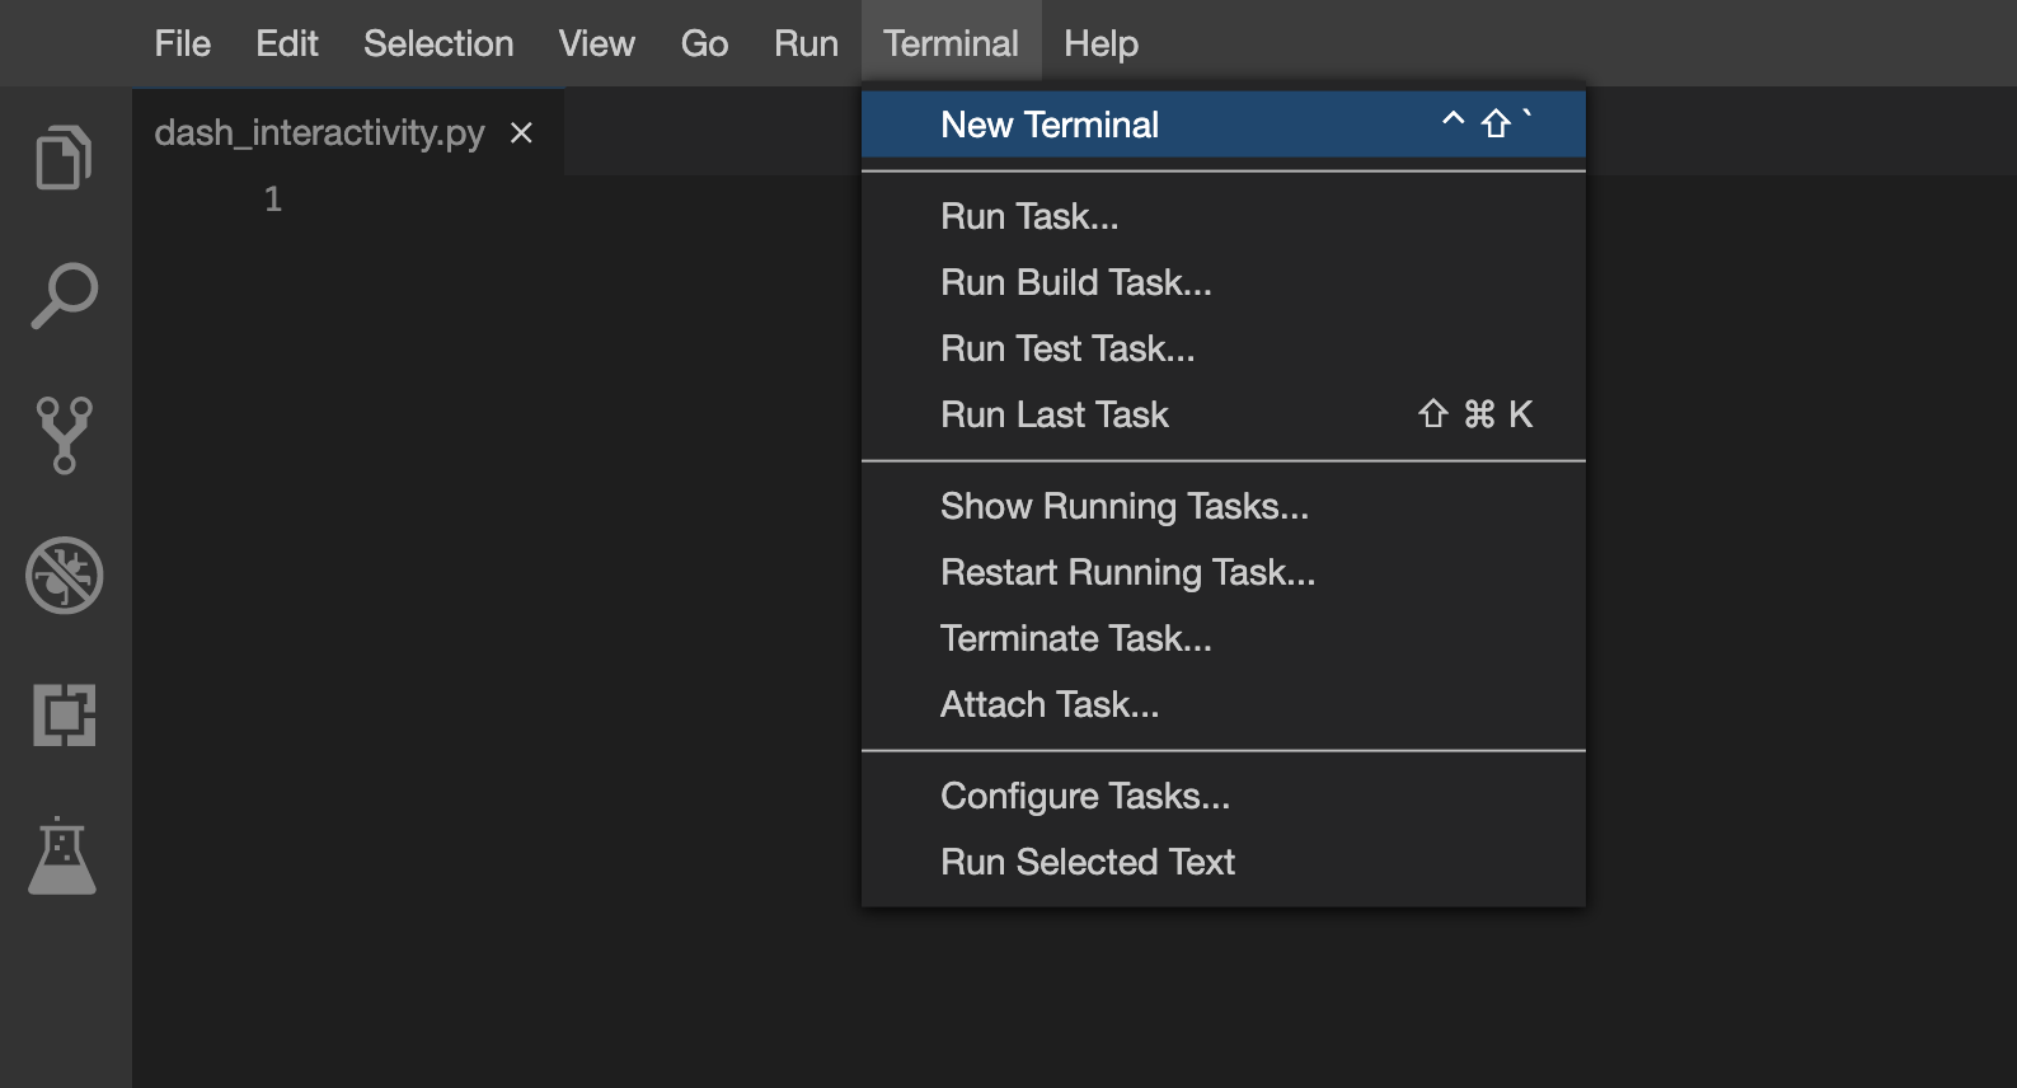 File Edit Selection View Go Run Terminal Help
dash_interactivity.py ×
1
New Terminal ^⇧`
Run Task...
Run Build Task...
Run Test Task...
Run Last Task ⇧⌘K
Show Running Tasks...
Restart Running Task...
Terminate Task...
Attach Task...
Configure Tasks...
Run Selected Text